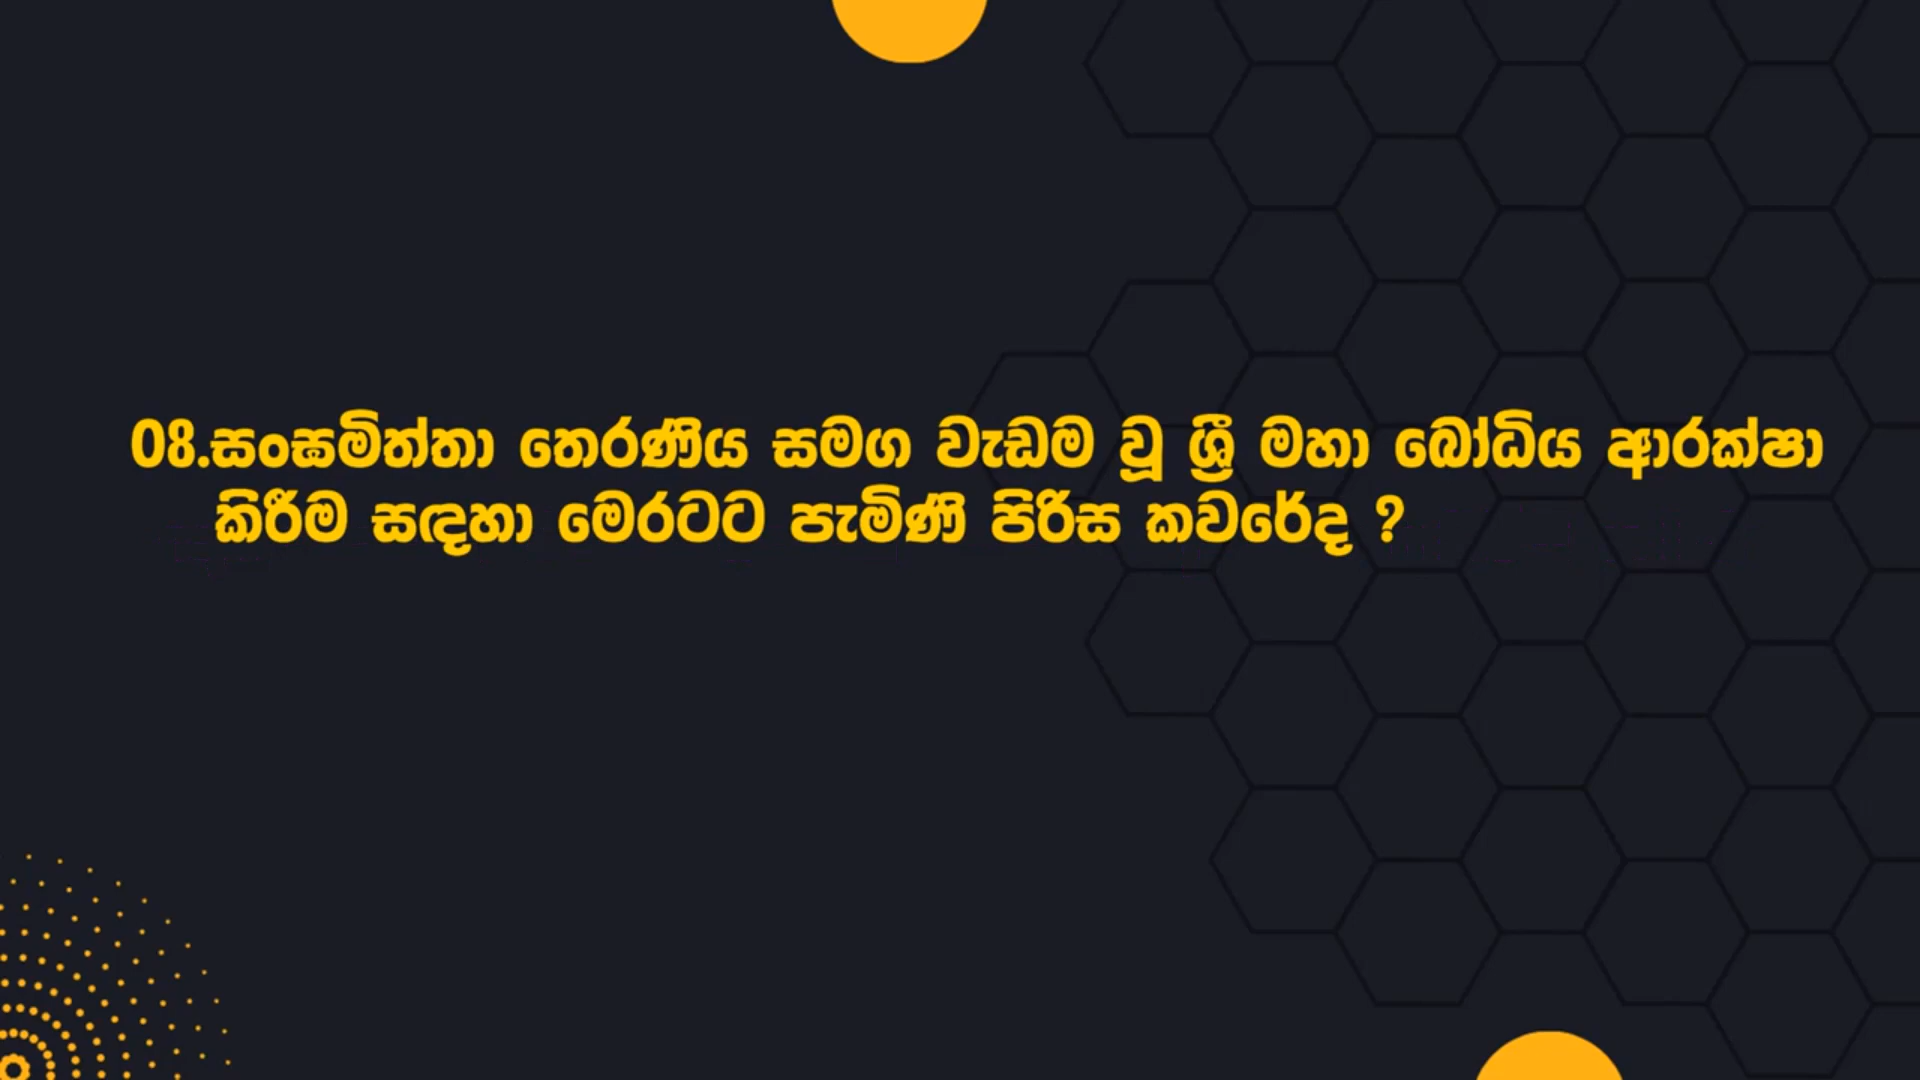 08.සංඝමිත්තා තෙරණිය සමග වැඩම වූ ශ්‍රී මහා බෝධිය ආරක්ෂා
කිරීම සඳහා මෙරටට පැමිණි පිරිස කවරේද ?